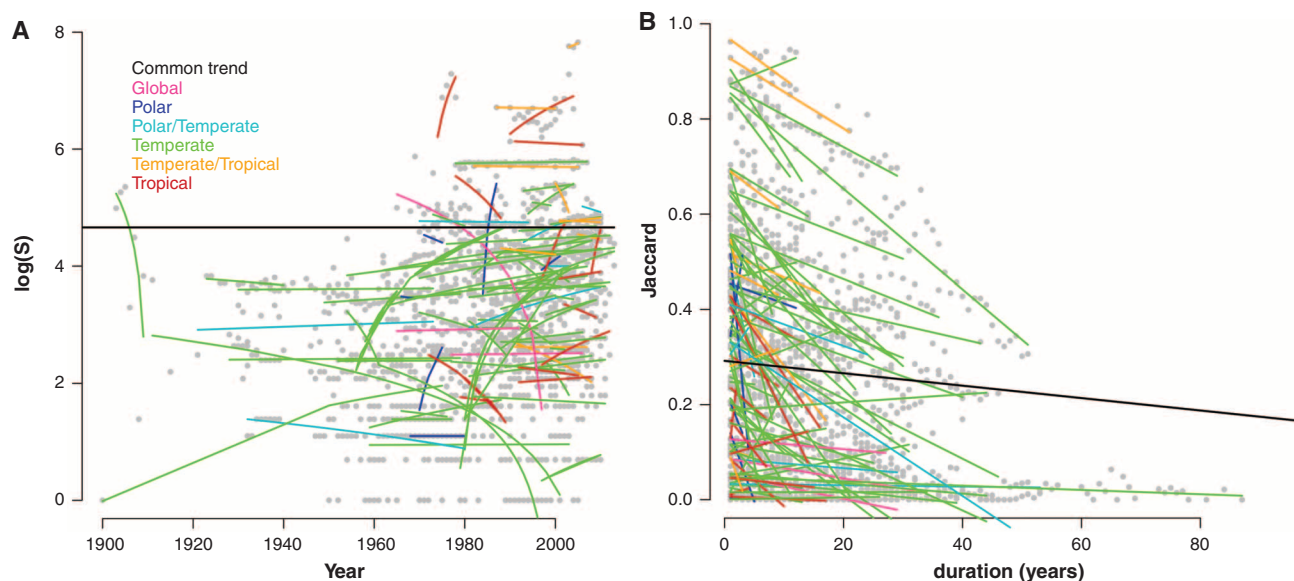 A
8
6
4
2
0
log(S)
Common trend
Global
Polar
Polar/Temperate
Temperate
Temperate/Tropical
Tropical
1900 1920 1940 1960 1980 2000
Year
B
1.0
0.8
0.6
0.4
0.2
0.0
Jaccard
0 20 40 60 80
duration (years)